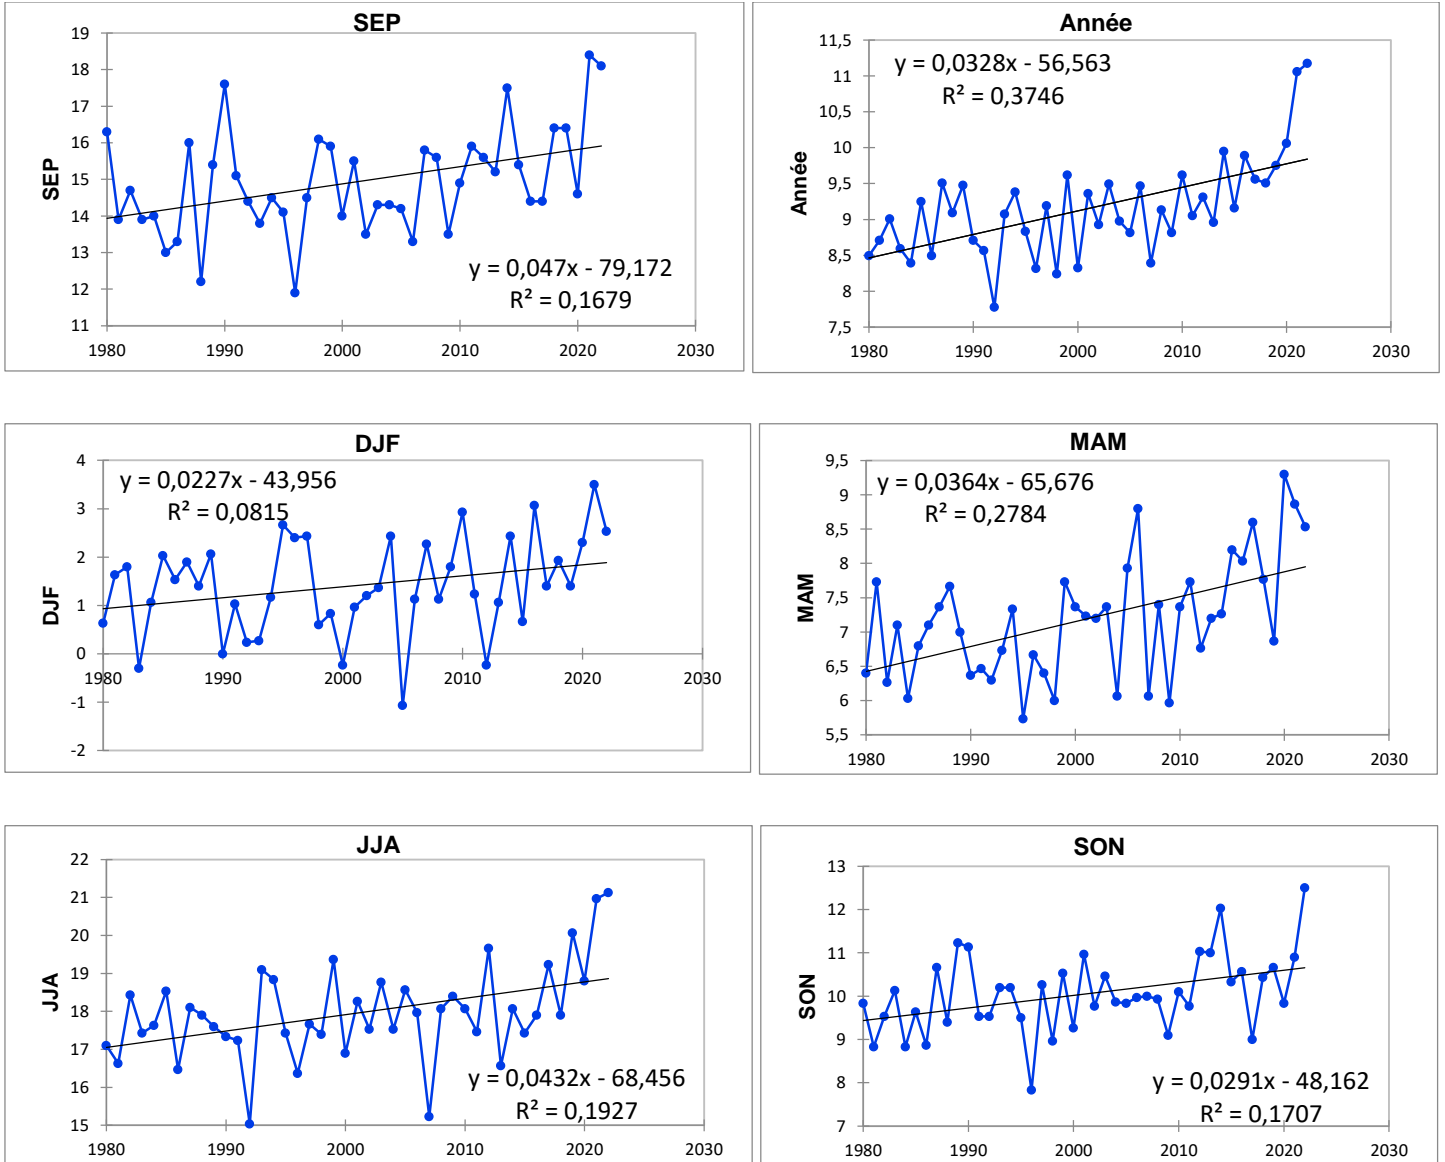 SEP
19
18
17
16
15
14
13
12
11
SEP
y = 0,047x - 79,172
R² = 0,1679
1980 1990 2000 2010 2020 2030
Année
11,5
11
10,5
10
9,5
9
8,5
8
7,5
Année
y = 0,0328x - 56,563
R² = 0,3746
1980 1990 2000 2010 2020 2030
DJF
4
3
2
1
0
-1
-2
DJF
y = 0,0227x - 43,956
R² = 0,0815
1980 1990 2000 2010 2020 2030
MAM
9,5
9
8,5
8
7,5
7
6,5
6
5,5
MAM
y = 0,0364x - 65,676
R² = 0,2784
1980 1990 2000 2010 2020 2030
JJA
22
21
20
19
18
17
16
15
JJA
y = 0,0432x - 68,456
R² = 0,1927
1980 1990 2000 2010 2020 2030
SON
13
12
11
10
9
8
7
SON
y = 0,0291x - 48,162
R² = 0,1707
1980 1990 2000 2010 2020 2030